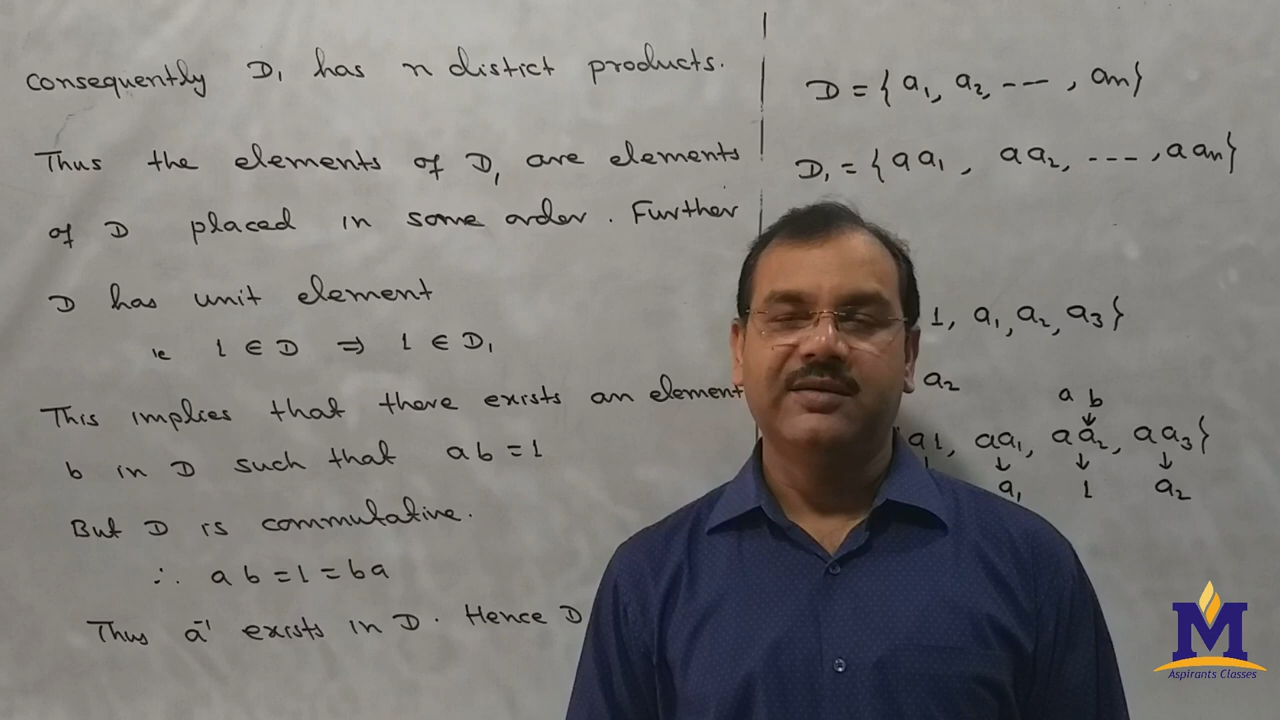 Consequently D₁ has n distict products.
Thus the elements of D₁ are elements
of D placed in some order. Further
D has unit element
ie 1 ∈ D ⇒ 1 ∈ D₁
This implies that there exists an element
b in D such that ab = 1
But D is commutative.
∴ ab = 1 = ba
Thus a⁻¹ exists in D. Hence D
D = { a₁, a₂, --- , aₙ}
D₁ = { aa₁ , aa₂, --- , aaₙ}
1, a₁, a₂, a₃}
a₂
a b
↓
a1, aa₁, aa₂, aa₃}
↓ ↓ ↓
a₁ 1 a₂
M
Aspirants Classes